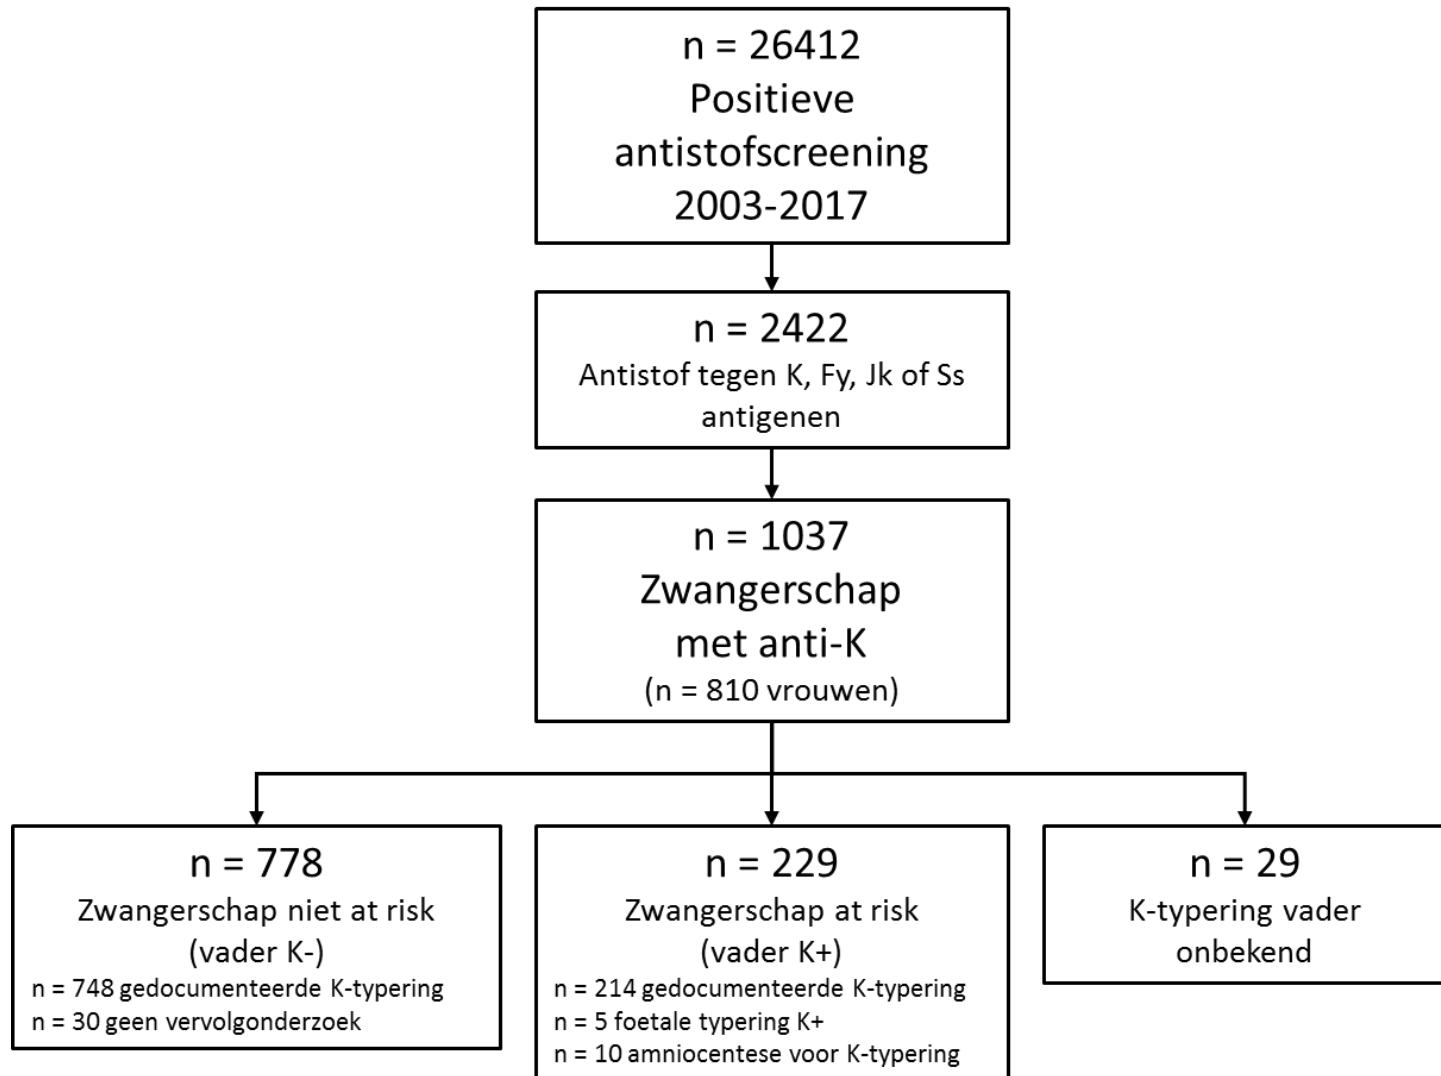 n = 26412
Positieve
antistofscreening
2003-2017
n = 2422
Antistof tegen K, Fy, Jk of Ss
antigenen
n = 1037
Zwangerschap
met anti-K
(n = 810 vrouwen)
n = 778
Zwangerschap niet at risk
(vader K-)
n = 748 gedocumenteerde K-typering
n = 30 geen vervolgonderzoek
n = 229
Zwangerschap at risk
(vader K+)
n = 214 gedocumenteerde K-typering
n = 5 foetale typering K+
n = 10 amniocentese voor K-typering
n = 29
K-typering vader
onbekend